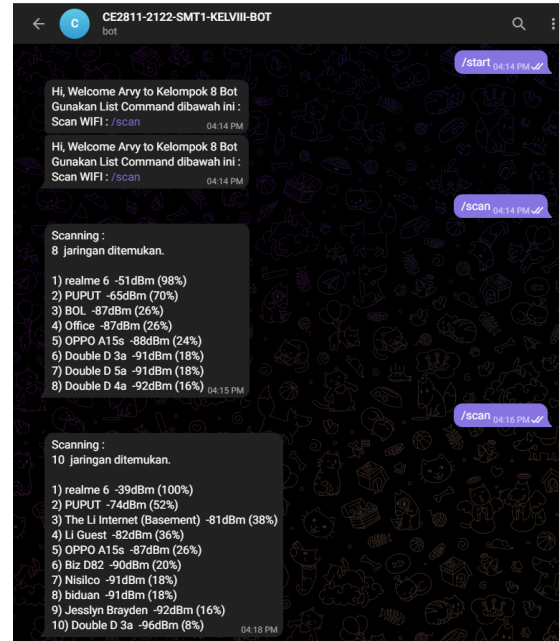 CE2811-2122-SMT1-KELVIII-BOT
C
bot
/start 04:14 PM
Hi, Welcome Arvy to Kelompok 8 Bot
Gunakan List Command dibawah ini :
Scan WIFI : /scan
04:14 PM
Hi, Welcome Arvy to Kelompok 8 Bot
Gunakan List Command dibawah ini :
Scan WIFI : /scan
04:14 PM
/scan 04:14 PM
Scanning :
8 jaringan ditemukan.
1) realme 6 -51dBm (98%)
2) PUPUT -65dBm (70%)
3) BOL -87dBm (26%)
4) Office -87dBm (26%)
5) OPPO A15s -88dBm (24%)
6) Double D 3a -91dBm (18%)
7) Double D 5a -91dBm (18%)
8) Double D 4a -92dBm (16%)
04:15 PM
/scan 04:16 PM
Scanning :
10 jaringan ditemukan.
1) realme 6 -39dBm (100%)
2) PUPUT -74dBm (52%)
3) The Li Internet (Basement) -81dBm (38%)
4) Li Guest -82dBm (36%)
5) OPPO A15s -87dBm (26%)
6) Biz D82 -90dBm (20%)
7) Nisilco -91dBm (18%)
8) biduan -91dBm (18%)
9) Jesslyn Brayden -92dBm (16%)
10) Double D 3a -96dBm (8%)
04:18 PM